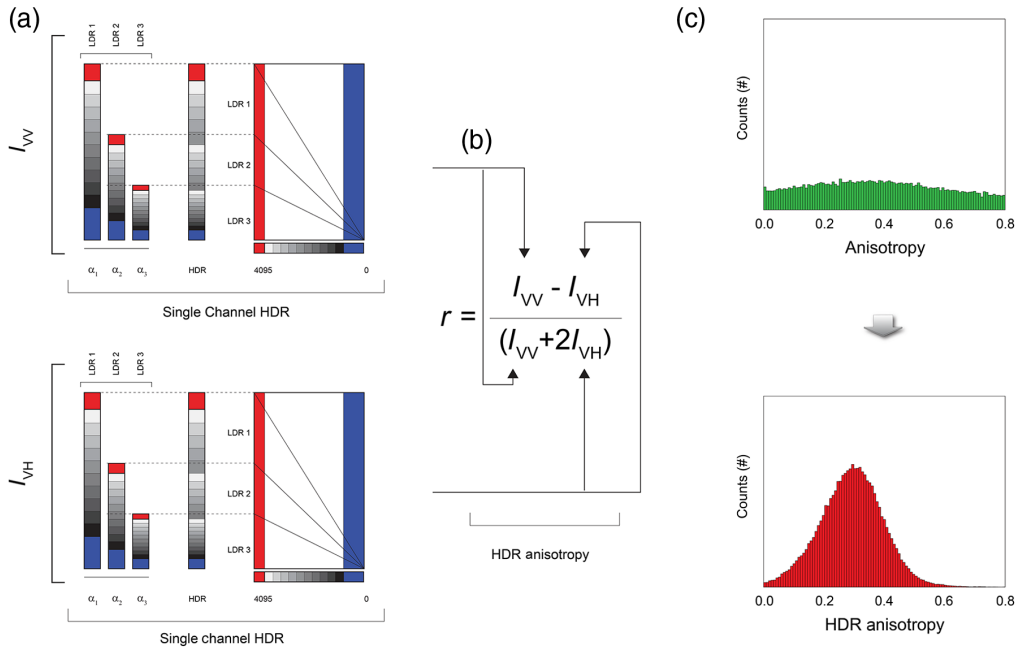 (a)
LDR 1
LDR 2
LDR 3
I_VV
LDR 1
LDR 2
LDR 3
α₁ α₂ α₃ HDR 4095 0
Single Channel HDR
LDR 1
LDR 2
LDR 3
I_VH
LDR 1
LDR 2
LDR 3
α₁ α₂ α₃ HDR 4095 0
Single channel HDR
(b)
r = I_VV - I_VH
(I_VV+2I_VH)
HDR anisotropy
(c)
Counts (#)
0.0 0.2 0.4 0.6 0.8
Anisotropy
Counts (#)
0.0 0.2 0.4 0.6 0.8
HDR anisotropy